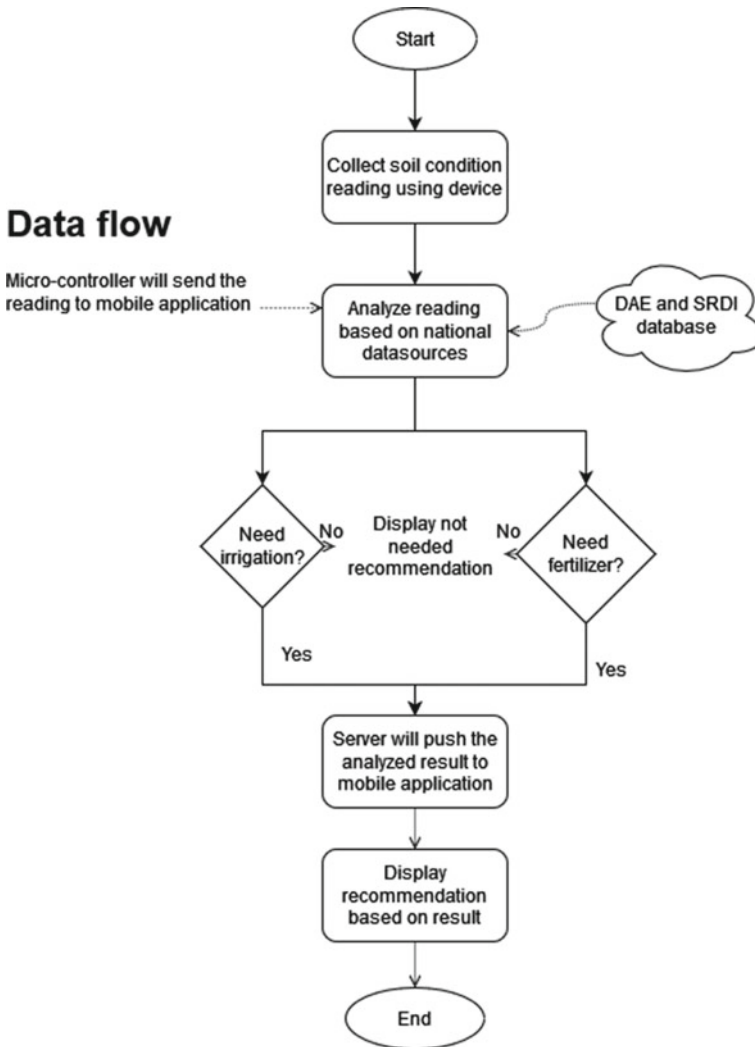 Start
Collect soil condition
reading using device
Data flow
Micro-controller will send the
reading to mobile application
Analyze reading
based on national
datasources
DAE and SRDI
database
Need
irrigation?
No
Display not
needed
recommendation
No
Need
fertilizer?
Yes
Yes
Server will push the
analyzed result to
mobile application
Display
recommendation
based on result
End